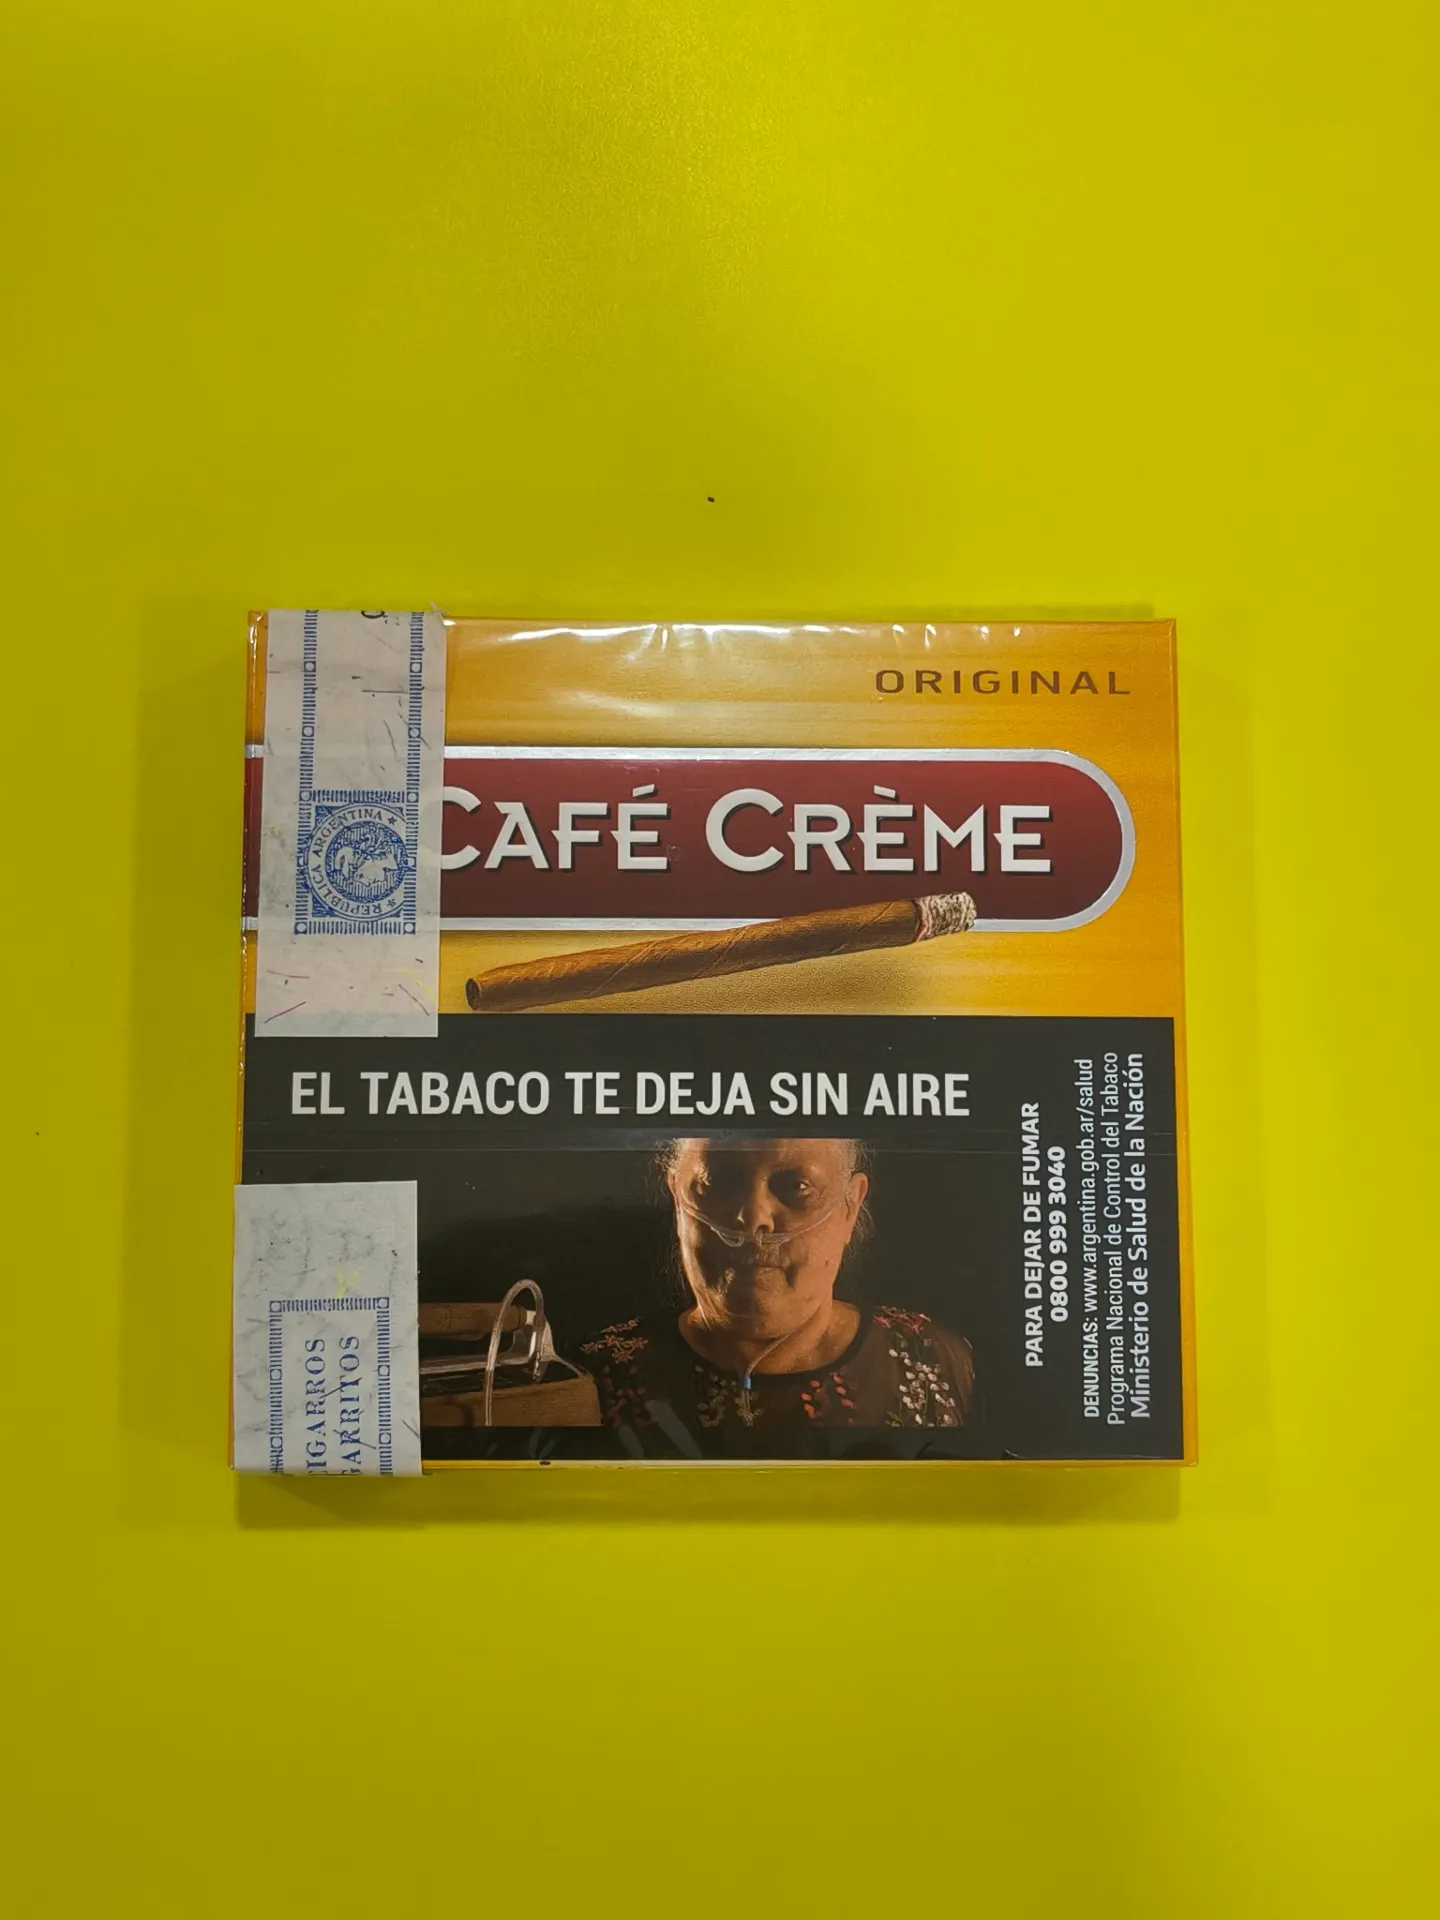 ORIGINAL
CAFÉ CRÈME
REPUBLICA ARGENTINA
EL TABACO TE DEJA SIN AIRE
PARA DEJAR DE FUMAR
0800 999 3040
DENUNCIAS: www.argentina.gob.ar/salud
Programa Nacional de Control del Tabaco
Ministerio de Salud de la Nación
CIGARROS